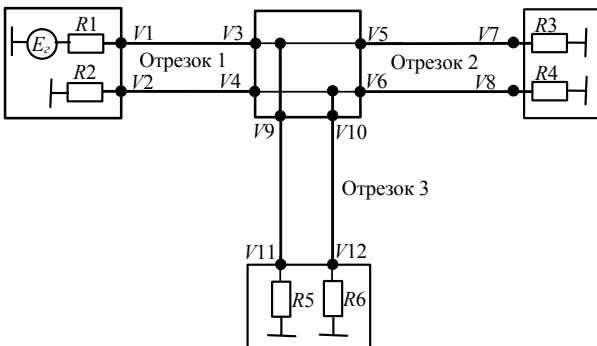 R1 V1 V3 V5 V7 R3
Eг Отрезок 1 Отрезок 2
R2 V2 V4 V6 V8 R4
V9 V10
Отрезок 3
V11 V12
R5 R6